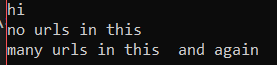 hi
no urls in this
many urls in this  and again